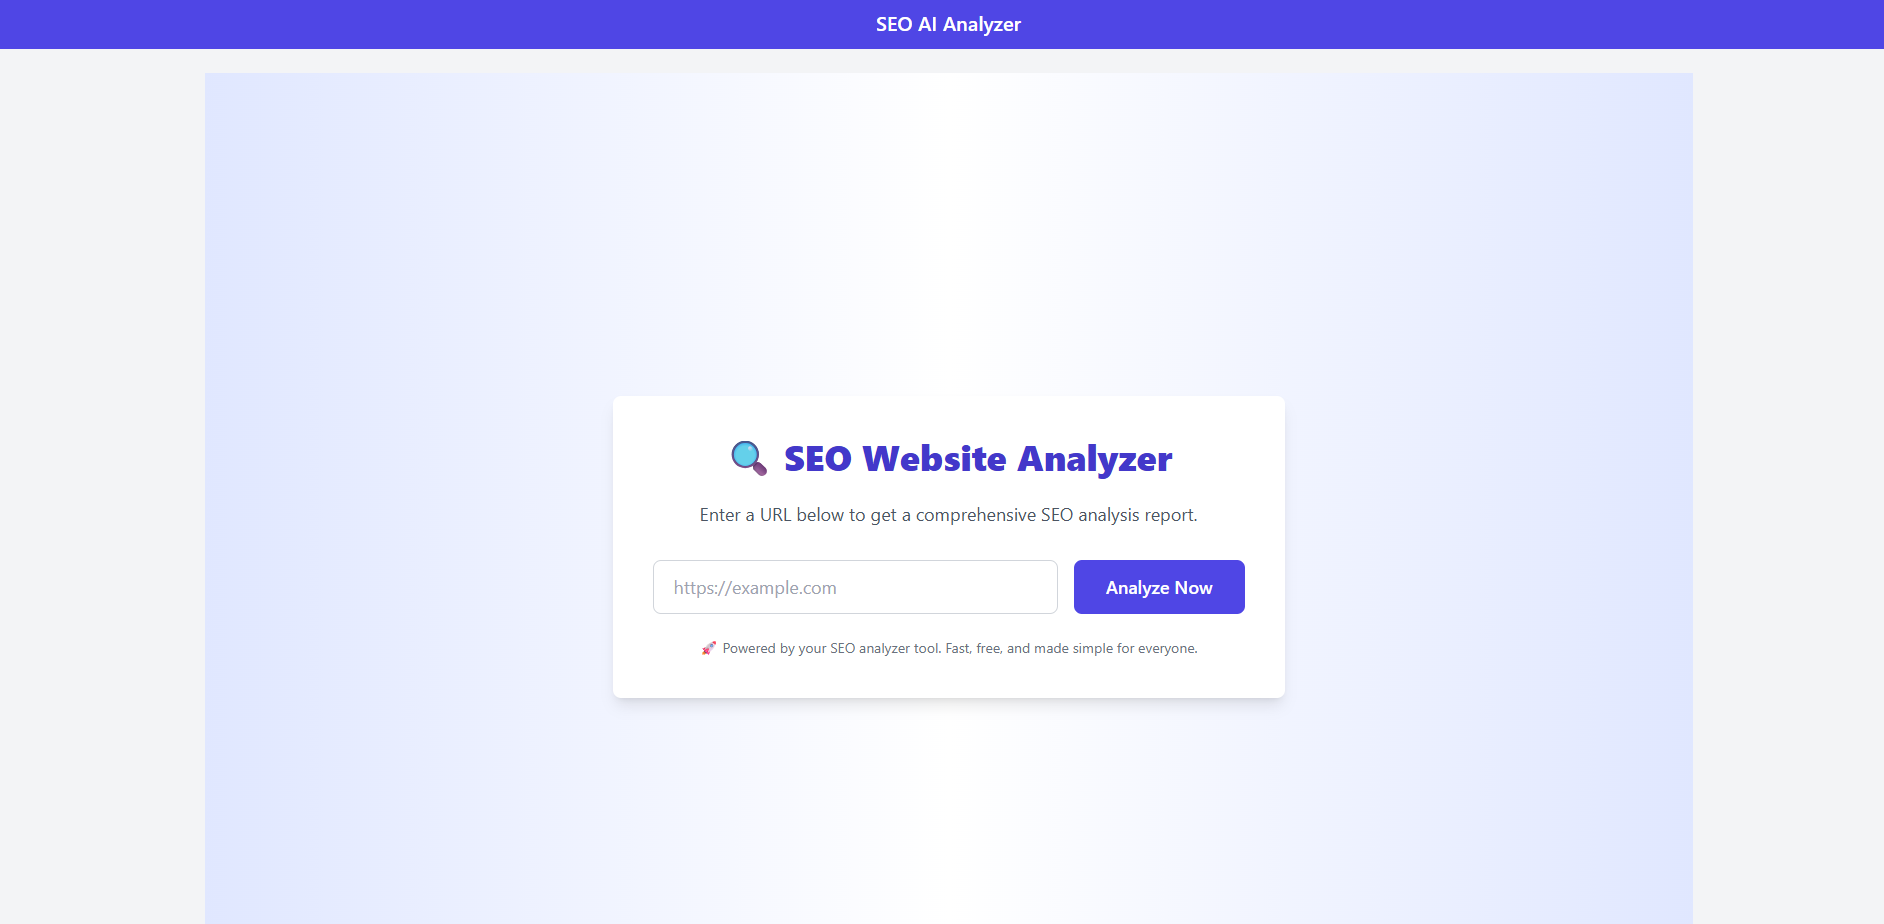 SEO AI Analyzer
🔍 SEO Website Analyzer
Enter a URL below to get a comprehensive SEO analysis report.
https://example.com
Analyze Now
🚀 Powered by your SEO analyzer tool. Fast, free, and made simple for everyone.